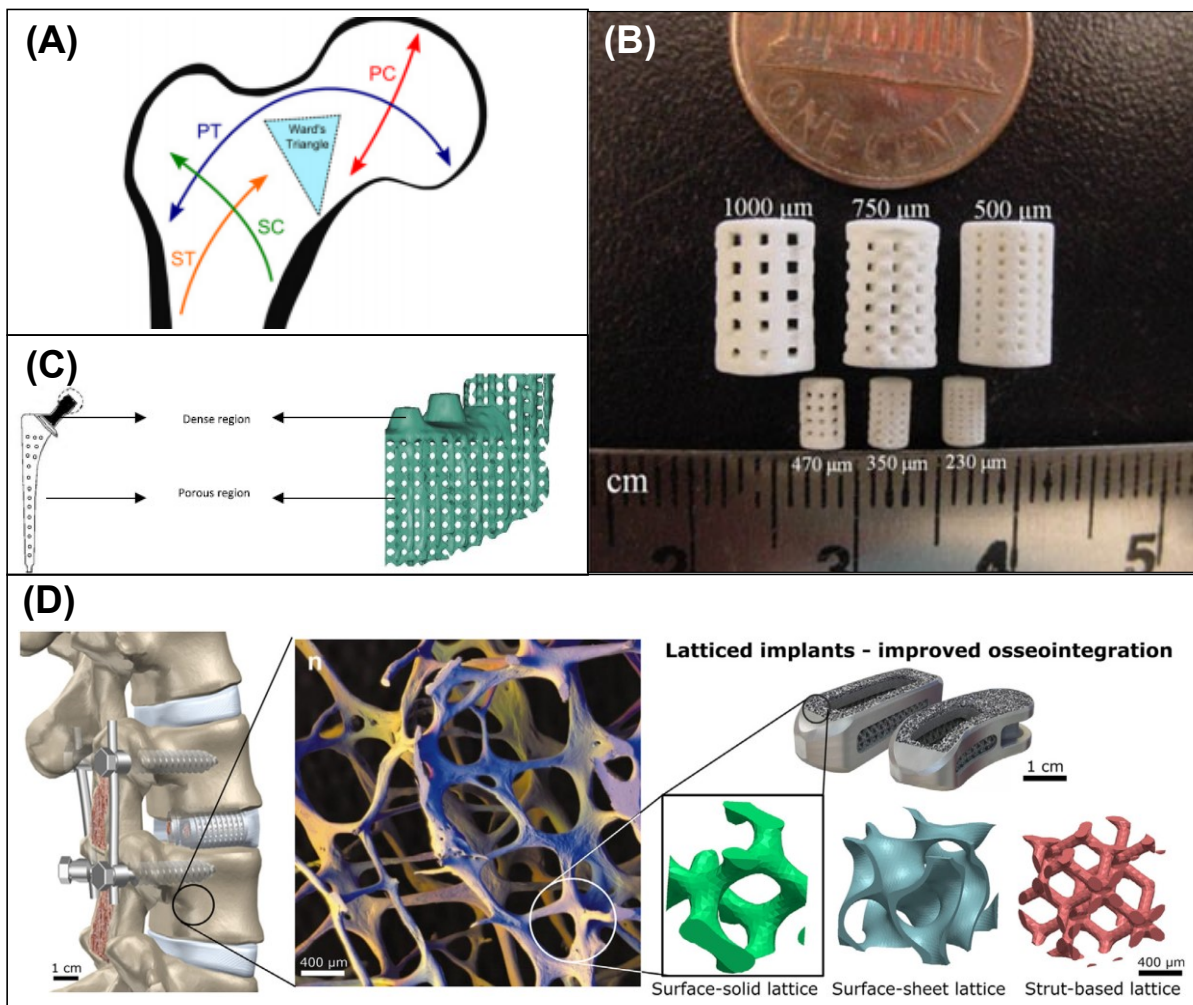 (A)
PC
PT
Ward's
Triangle
SC
ST
(B)
ONE CENT
1000 μm
750 μm
500 μm
470 μm
350 μm
230 μm
cm
2
3
4
5
(C)
Dense region
Porous region
(D)
n
Latticed implants - improved osseointegration
1 cm
1 cm
400 μm
400 μm
Surface-solid lattice
Surface-sheet lattice
Strut-based lattice